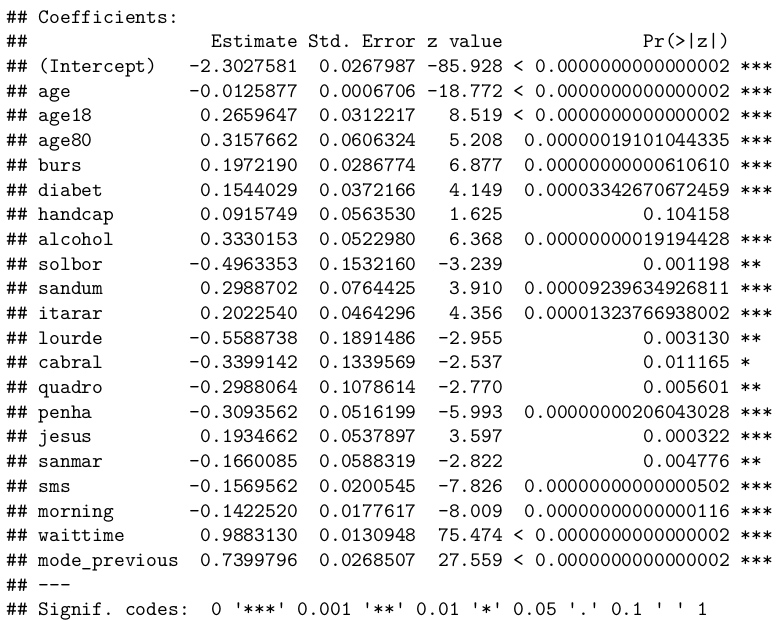 ## Coefficients:
##                Estimate Std. Error z value             Pr(>|z|)
## (Intercept)   -2.3027581  0.0267987 -85.928 < 0.0000000000000002 ***
## age           -0.0125877  0.0006706 -18.772 < 0.0000000000000002 ***
## age18          0.2659647  0.0312217   8.519 < 0.0000000000000002 ***
## age80          0.3157662  0.0606324   5.208  0.00000019101044335 ***
## burs           0.1972190  0.0286774   6.877  0.00000000000610610 ***
## diabet         0.1544029  0.0372166   4.149  0.00003342670672459 ***
## handcap        0.0915749  0.0563530   1.625             0.104158
## alcohol        0.3330153  0.0522980   6.368  0.00000000019194428 ***
## solbor        -0.4963353  0.1532160  -3.239             0.001198 **
## sandum         0.2988702  0.0764425   3.910  0.00009239634926811 ***
## itarar         0.2022540  0.0464296   4.356  0.00001323766938002 ***
## lourde        -0.5588738  0.1891486  -2.955             0.003130 **
## cabral        -0.3399142  0.1339569  -2.537             0.011165 *
## quadro        -0.2988064  0.1078614  -2.770             0.005601 **
## penha         -0.3093562  0.0516199  -5.993  0.00000000206043028 ***
## jesus          0.1934662  0.0537897   3.597             0.000322 ***
## sanmar        -0.1660085  0.0588319  -2.822             0.004776 **
## sms           -0.1569562  0.0200545  -7.826  0.00000000000000502 ***
## morning       -0.1422520  0.0177617  -8.009  0.00000000000000116 ***
## waittime       0.9883130  0.0130948  75.474 < 0.0000000000000002 ***
## mode_previous  0.7399796  0.0268507  27.559 < 0.0000000000000002 ***
## ---
## Signif. codes:  0 '***' 0.001 '**' 0.01 '*' 0.05 '.' 0.1 ' ' 1